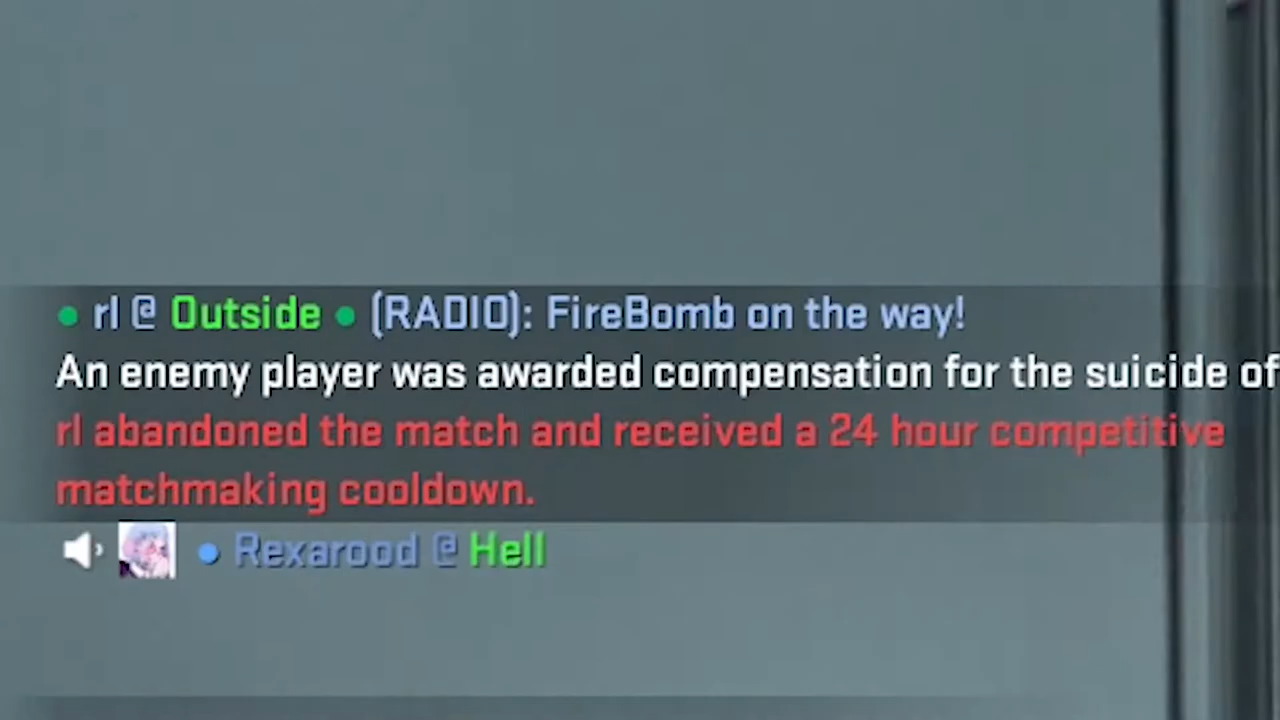 • rl @ Outside • (RADIO): FireBomb on the way!
An enemy player was awarded compensation for the suicide of
rl abandoned the match and received a 24 hour competitive
matchmaking cooldown.
• Rexarood @ Hell